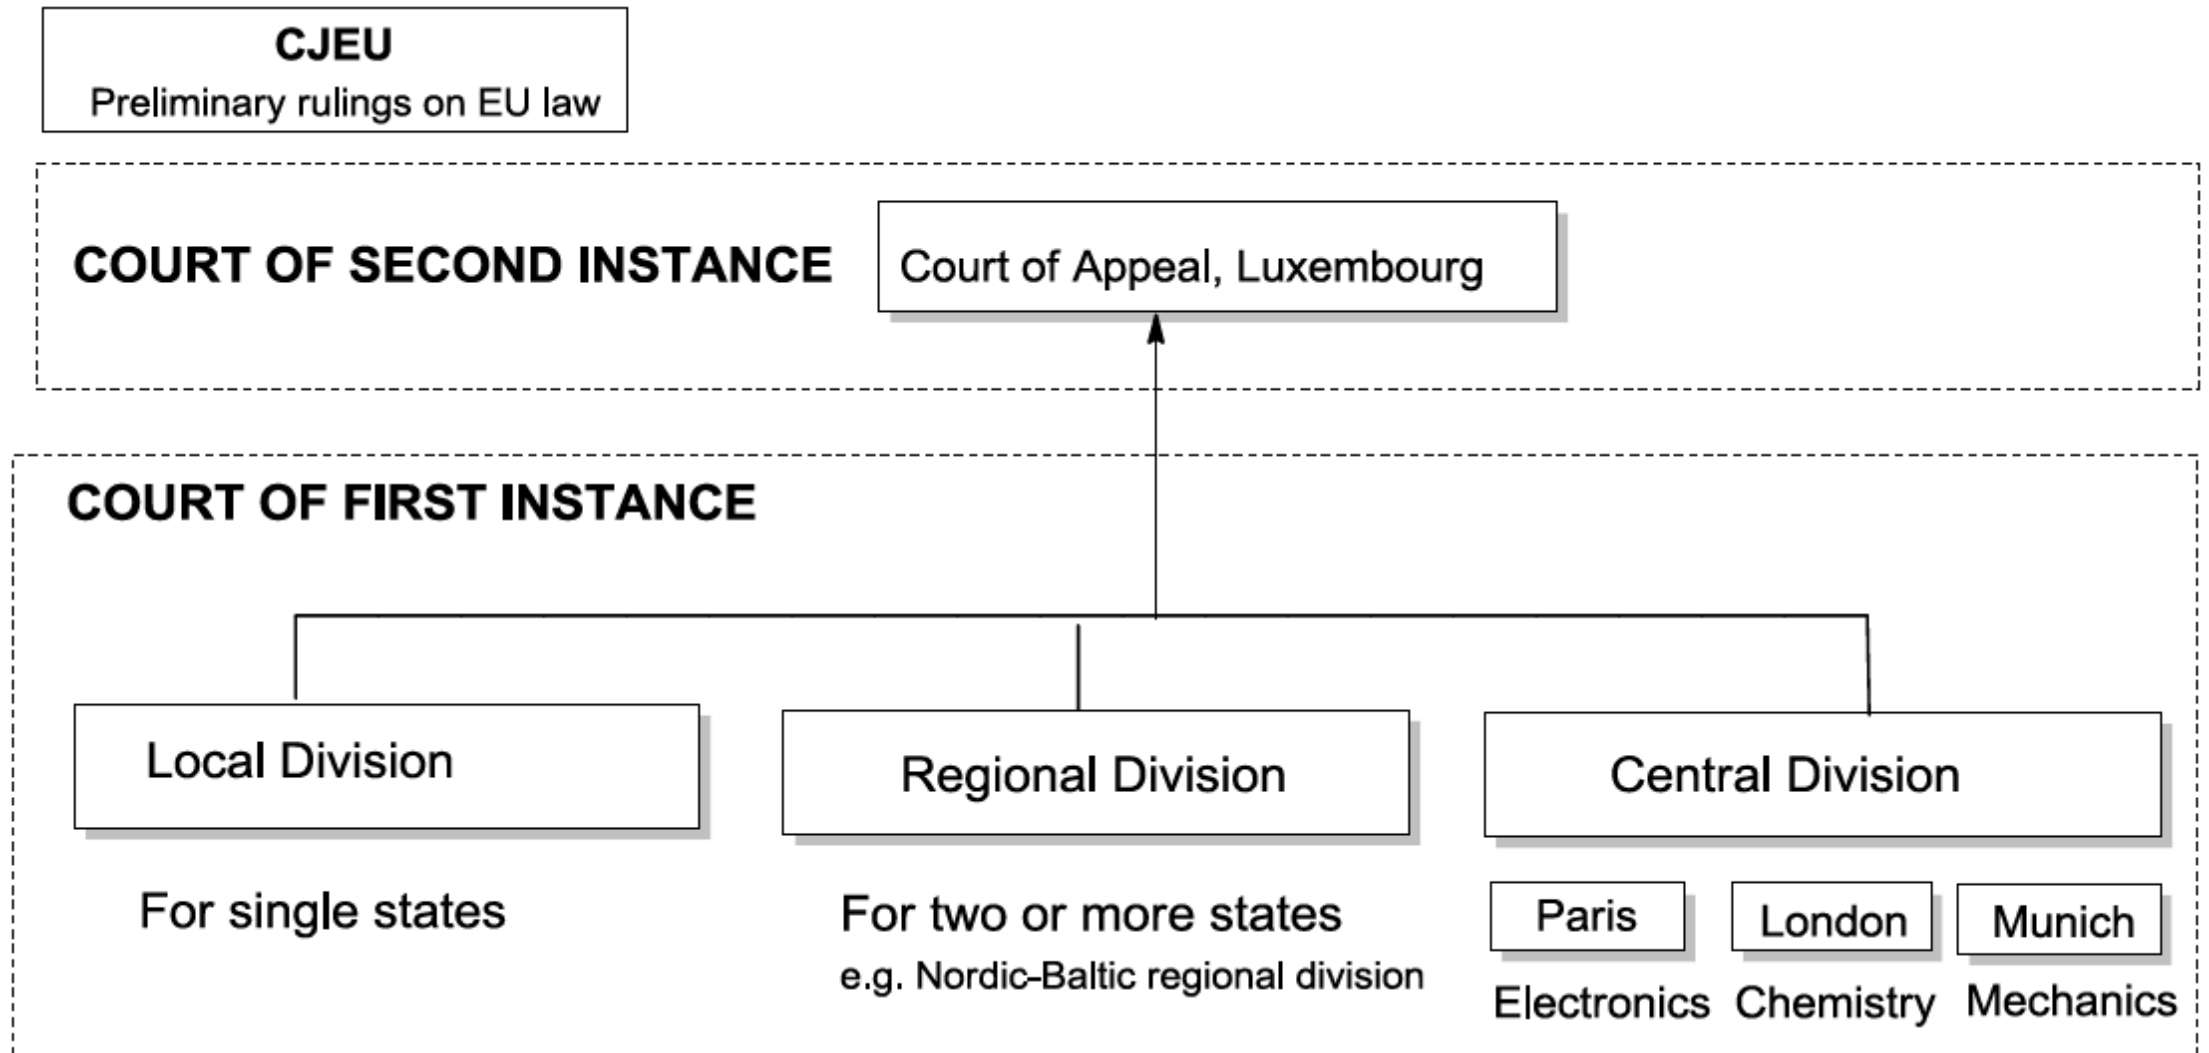 CJEU
Preliminary rulings on EU law
COURT OF SECOND INSTANCE
Court of Appeal, Luxembourg
COURT OF FIRST INSTANCE
Local Division
For single states
Regional Division
For two or more states
e.g. Nordic-Baltic regional division
Central Division
Paris
Electronics
London
Chemistry
Munich
Mechanics